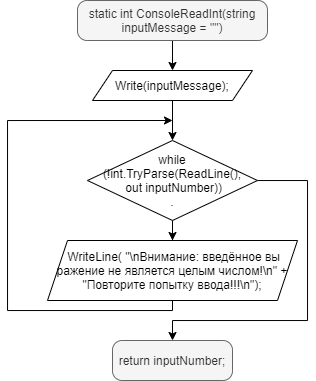 static int ConsoleReadInt(string
inputMessage = "")
Write(inputMessage);
while
(!int.TryParse(ReadLine(),
out inputNumber))
.
WriteLine( "\nВнимание: введённое вы
ражение не является целым числом!\n" +
"Повторите попытку ввода!!!\n");
return inputNumber;